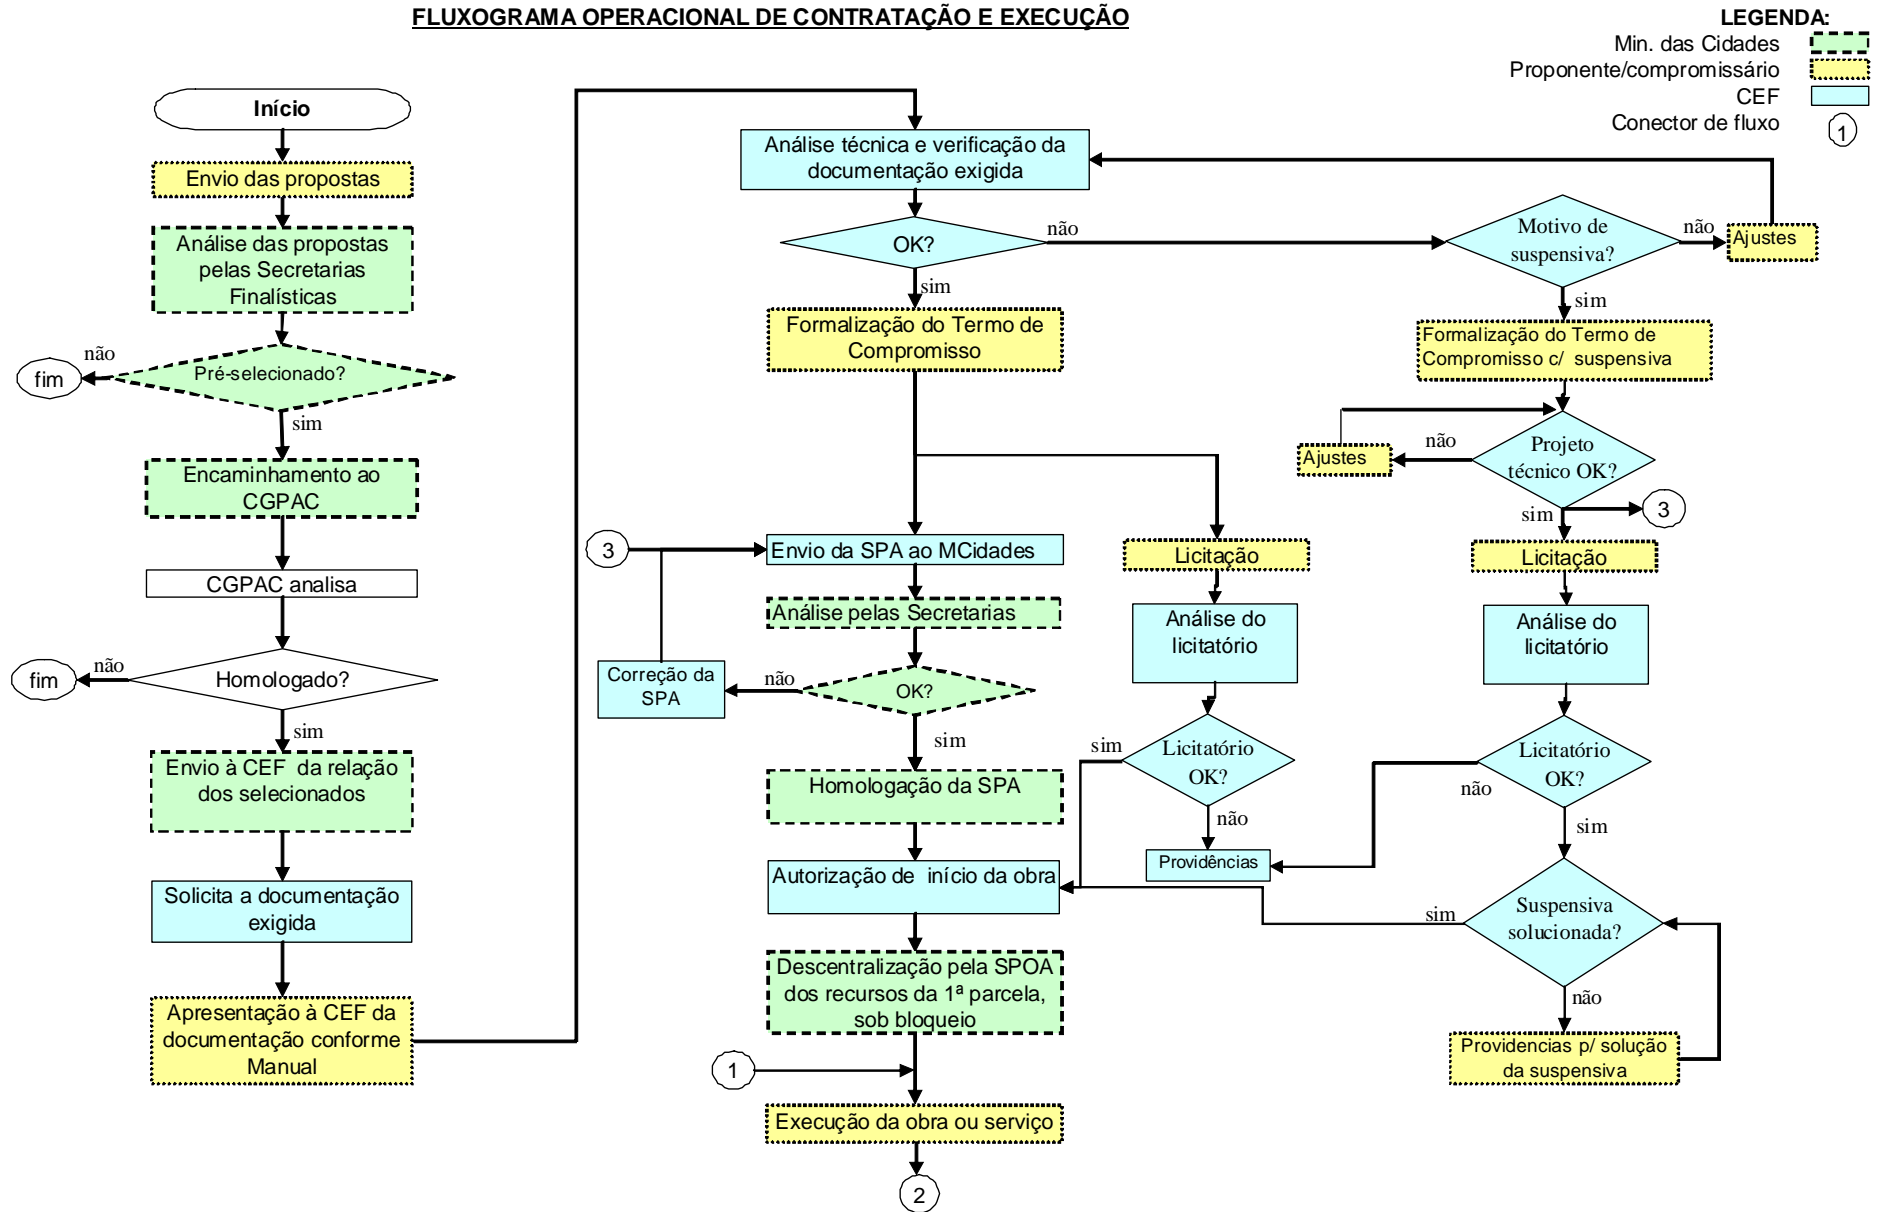 FLUXOGRAMA OPERACIONAL DE CONTRATAÇÃO E EXECUÇÃO
LEGENDA:
Min. das Cidades
Proponente/compromissário
CEF
Conector de fluxo
1
Início
Envio das propostas
Análise das propostas
pelas Secretarias
Finalísticas
Pré-selecionado?
não
fim
sim
Encaminhamento ao
CGPAC
CGPAC analisa
Homologado?
não
fim
sim
Envio à CEF da relação
dos selecionados
Solicita a documentação
exigida
Apresentação à CEF da
documentação conforme
Manual
Análise técnica e verificação da
documentação exigida
OK?
não
sim
Formalização do Termo de
Compromisso
3
Envio da SPA ao MCidades
Análise pelas Secretarias
OK?
não
Correção da
SPA
sim
Homologação da SPA
Autorização de início da obra
Descentralização pela SPOA
dos recursos da 1ª parcela,
sob bloqueio
1
Execução da obra ou serviço
2
Licitação
Análise do
licitatório
Licitatório
OK?
sim
não
Providências
Motivo de
suspensiva?
não
Ajustes
sim
Formalização do Termo de
Compromisso c/ suspensiva
Projeto
técnico OK?
não
Ajustes
sim
3
Licitação
Análise do
licitatório
Licitatório
OK?
não
sim
Suspensiva
solucionada?
sim
não
Providencias p/ solução
da suspensiva